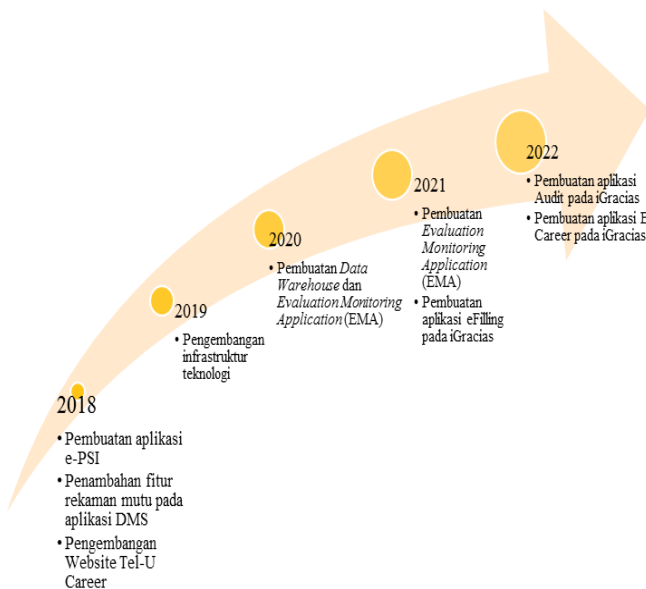 2018
• Pembuatan aplikasi
e-PSI
• Penambahan fitur
rekaman mutu pada
aplikasi DMS
• Pengembangan
Website Tel-U
Career
2019
• Pengembangan
infrastruktur
teknologi
2020
• Pembuatan Data
Warehouse dan
Evaluation Monitoring
Application (EMA)
2021
• Pembuatan
Evaluation
Monitoring
Application
(EMA)
• Pembuatan
aplikasi eFilling
pada iGracias
2022
• Pembuatan aplikasi
Audit pada iGracias
• Pembuatan aplikasi E
Career pada iGracias